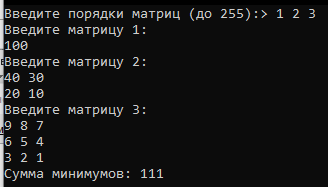 Введите порядки матриц (до 255):> 1 2 3
Введите матрицу 1:
100
Введите матрицу 2:
40 30
20 10
Введите матрицу 3:
9 8 7
6 5 4
3 2 1
Сумма минимумов: 111